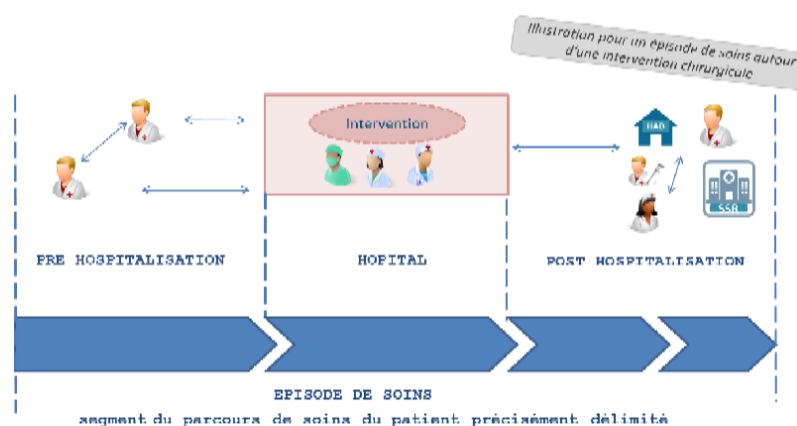 Illustration pour un épisode de soins autour
d'une intervention chirurgicale
Intervention
HAD
SSR
PRE HOSPITALISATION
HOPITAL
POST HOSPITALISATION
EPISODE DE SOINS
segment du parcours de soins du patient précisément délimité